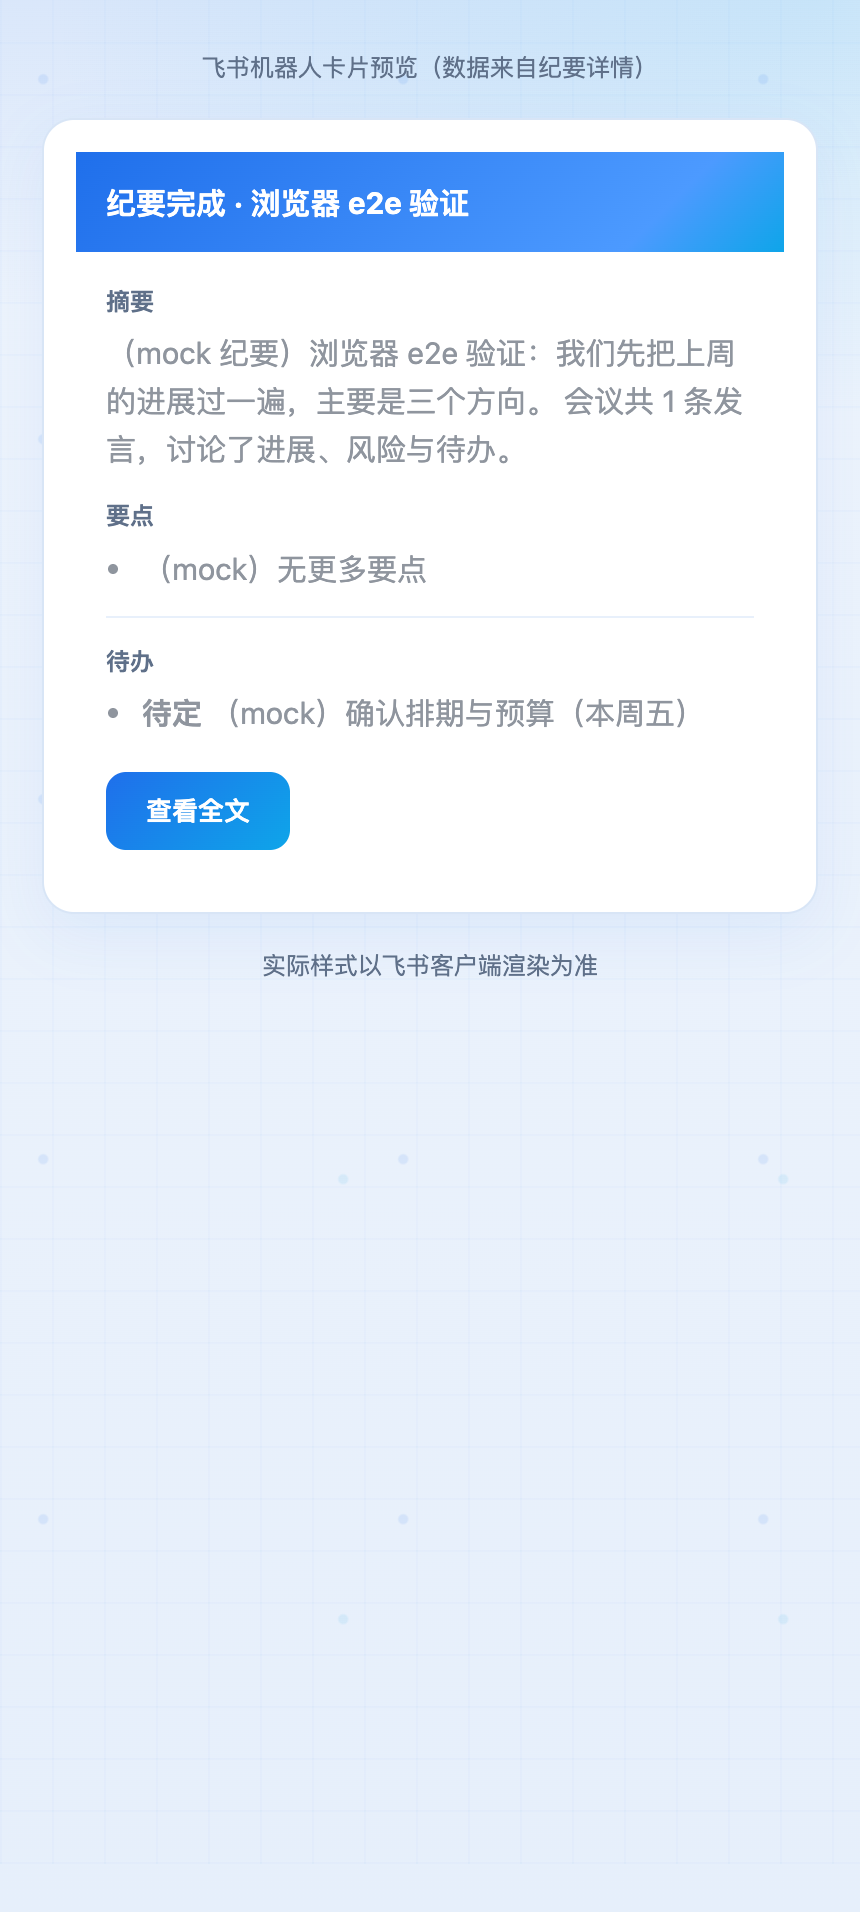 飞书机器人卡片预览（数据来自纪要详情）
纪要完成 · 浏览器 e2e 验证
摘要
（mock 纪要）浏览器 e2e 验证：我们先把上周
的进展过一遍，主要是三个方向。 会议共 1 条发
言，讨论了进展、风险与待办。
要点
• （mock）无更多要点
待办
• 待定 （mock）确认排期与预算（本周五）
查看全文
实际样式以飞书客户端渲染为准